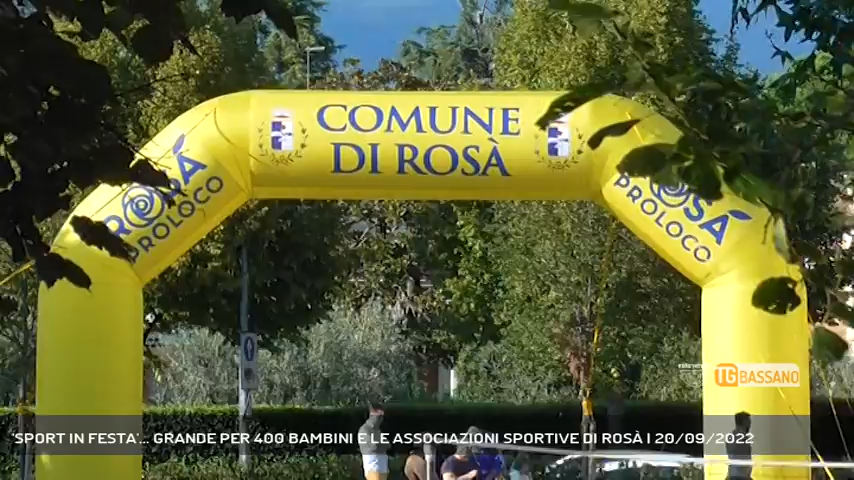 COMUNE
DI ROSÀ
ROSÀ
PROLOCO
ROSÀ
PROLOCO
TG BASSANO
'SPORT IN FESTA'... GRANDE PER 400 BAMBINI E LE ASSOCIAZIONI SPORTIVE DI ROSÀ | 20/09/2022